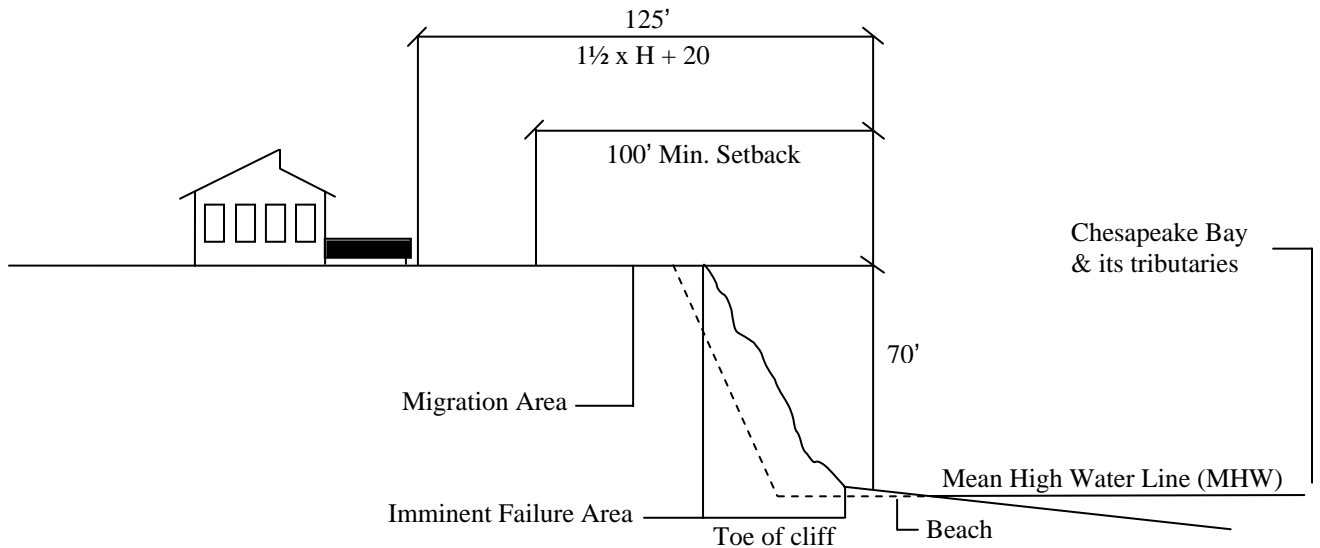 125’
1½ x H + 20
100’ Min. Setback
Chesapeake Bay
& its tributaries
70’
Migration Area
Mean High Water Line (MHW)
Imminent Failure Area
Beach
Toe of cliff